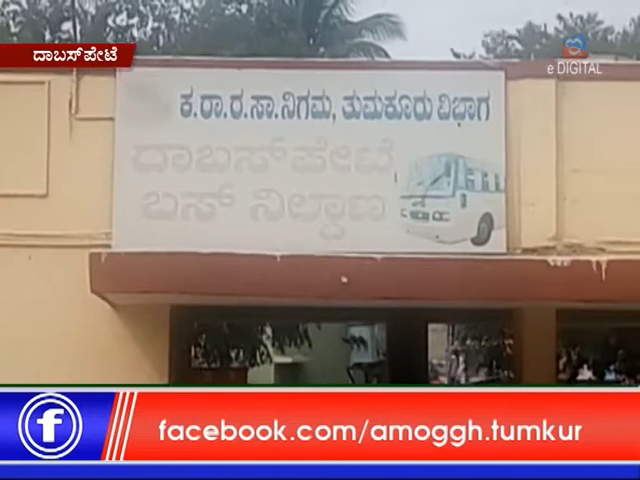 ದಾಬಸ್‌ಪೇಟೆ
e DIGITAL
ಕ.ರಾ.ರ.ಸಾ.ನಿಗಮ, ತುಮಕೂರು ವಿಭಾಗ
ದಾಬಸ್‌ಪೇಟೆ
ಬಸ್ ನಿಲ್ದಾಣ
f facebook.com/amoggh.tumkur